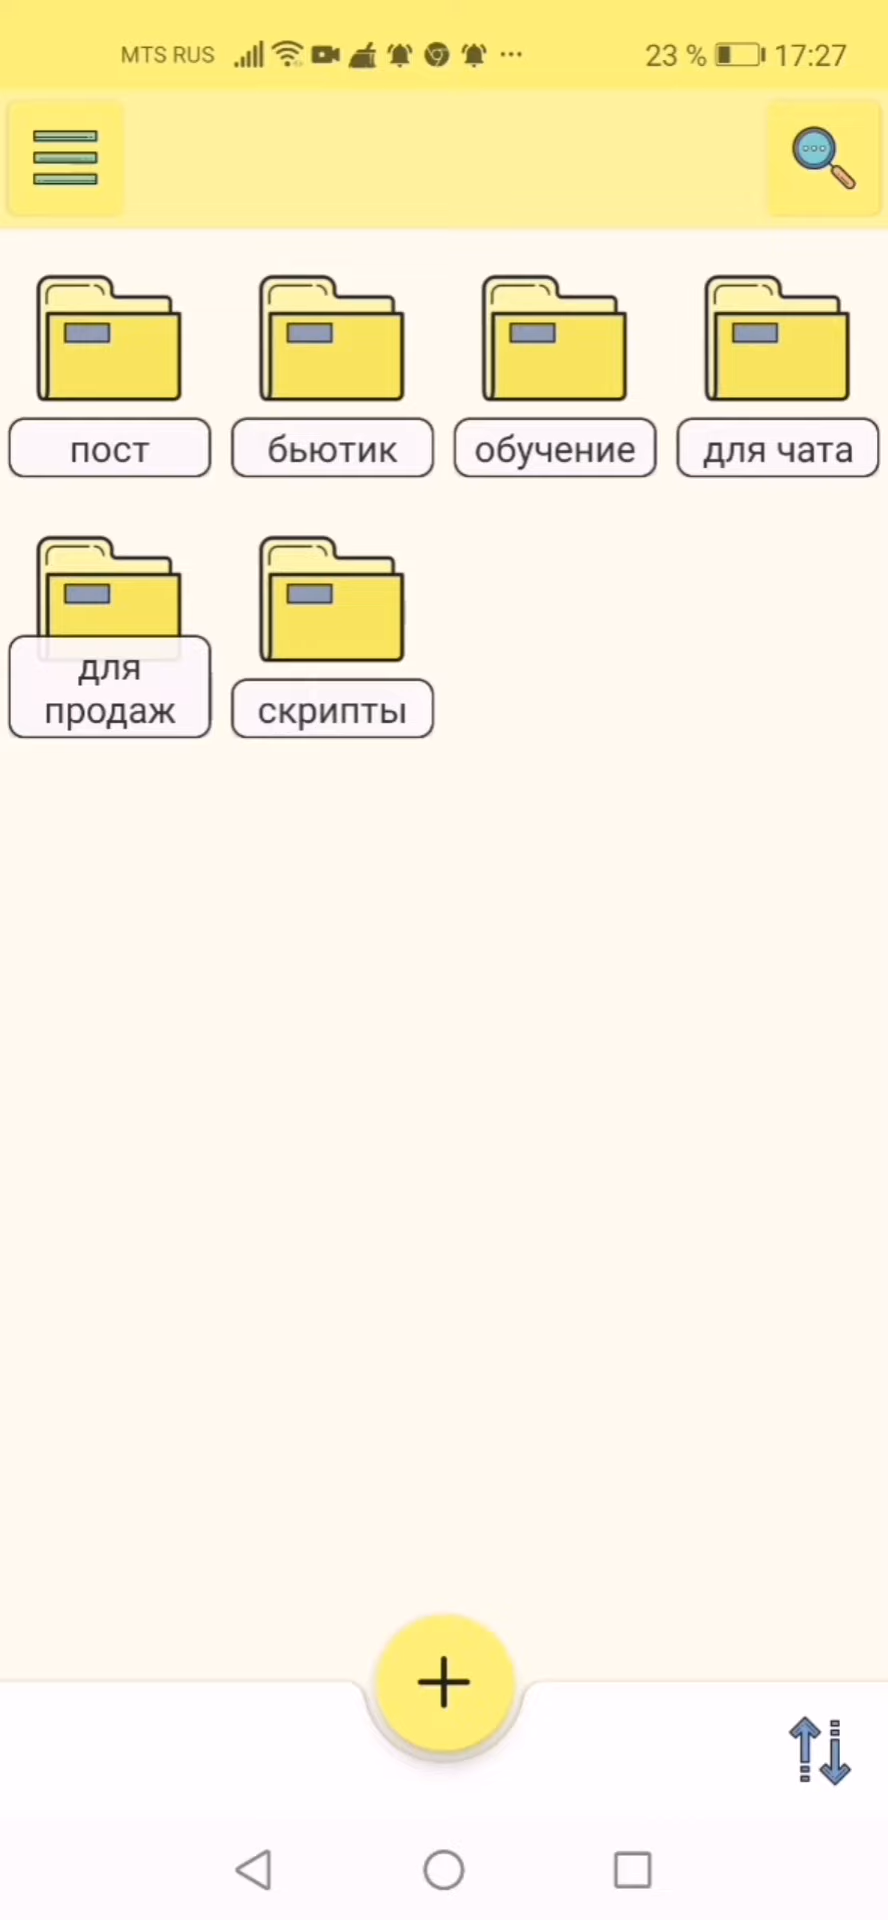 MTS RUS 23 % 17:27
пост
бьютик
обучение
для чата
для
продаж
скрипты